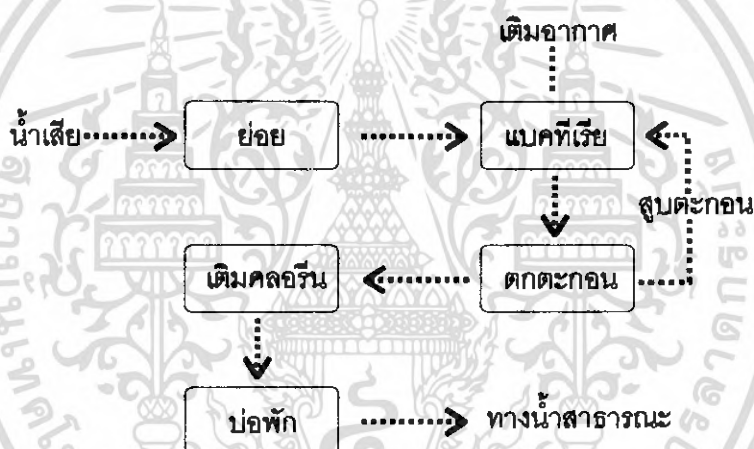 เติมอากาศ
น้ำเสีย
ย่อย
แบคทีเรีย
สูบตะกอน
เติมคลอรีน
ตกตะกอน
บ่อพัก
ทางน้ำสาธารณะ